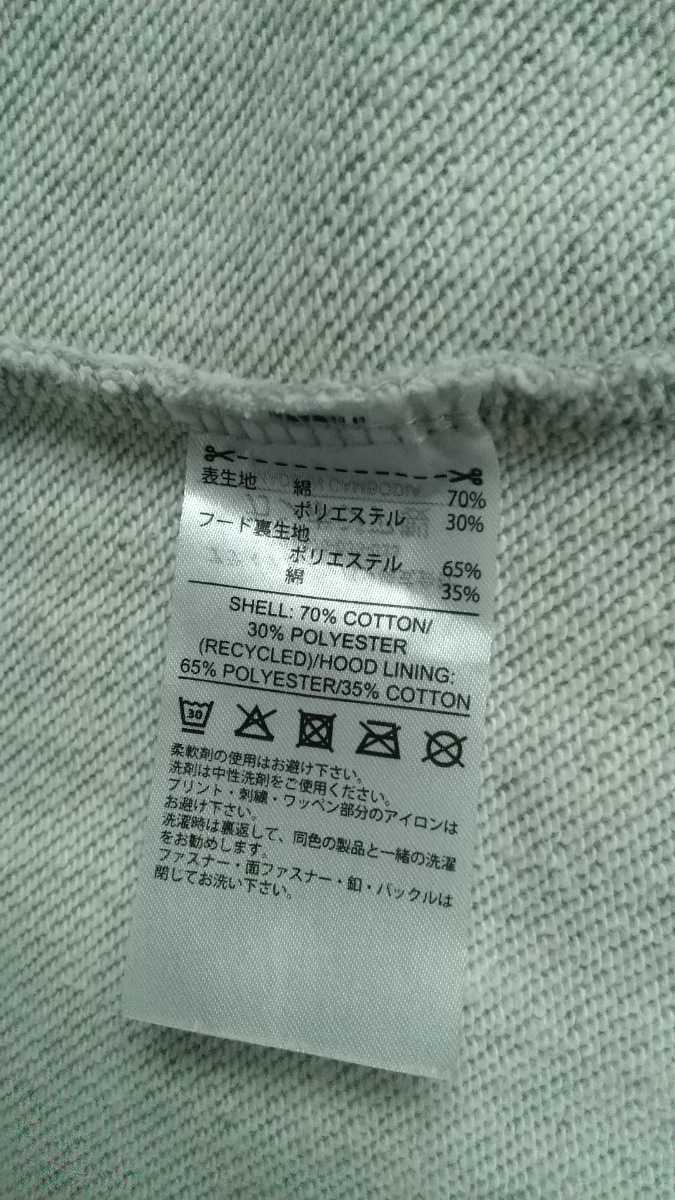 表生地 綿 70%
ポリエステル 30%
フード裏生地
ポリエステル 65%
綿 35%
SHELL: 70% COTTON/
30% POLYESTER
(RECYCLED)/HOOD LINING:
65% POLYESTER/35% COTTON
30
柔軟剤の使用はお避け下さい。
洗剤は中性洗剤をご使用ください。
プリント・刺繍・ワッペン部分のアイロンは
お避け下さい。
洗濯時は裏返して、同色の製品と一緒の洗濯
をお勧めします。
ファスナー・面ファスナー・釦・バックルは
閉じてお洗い下さい。